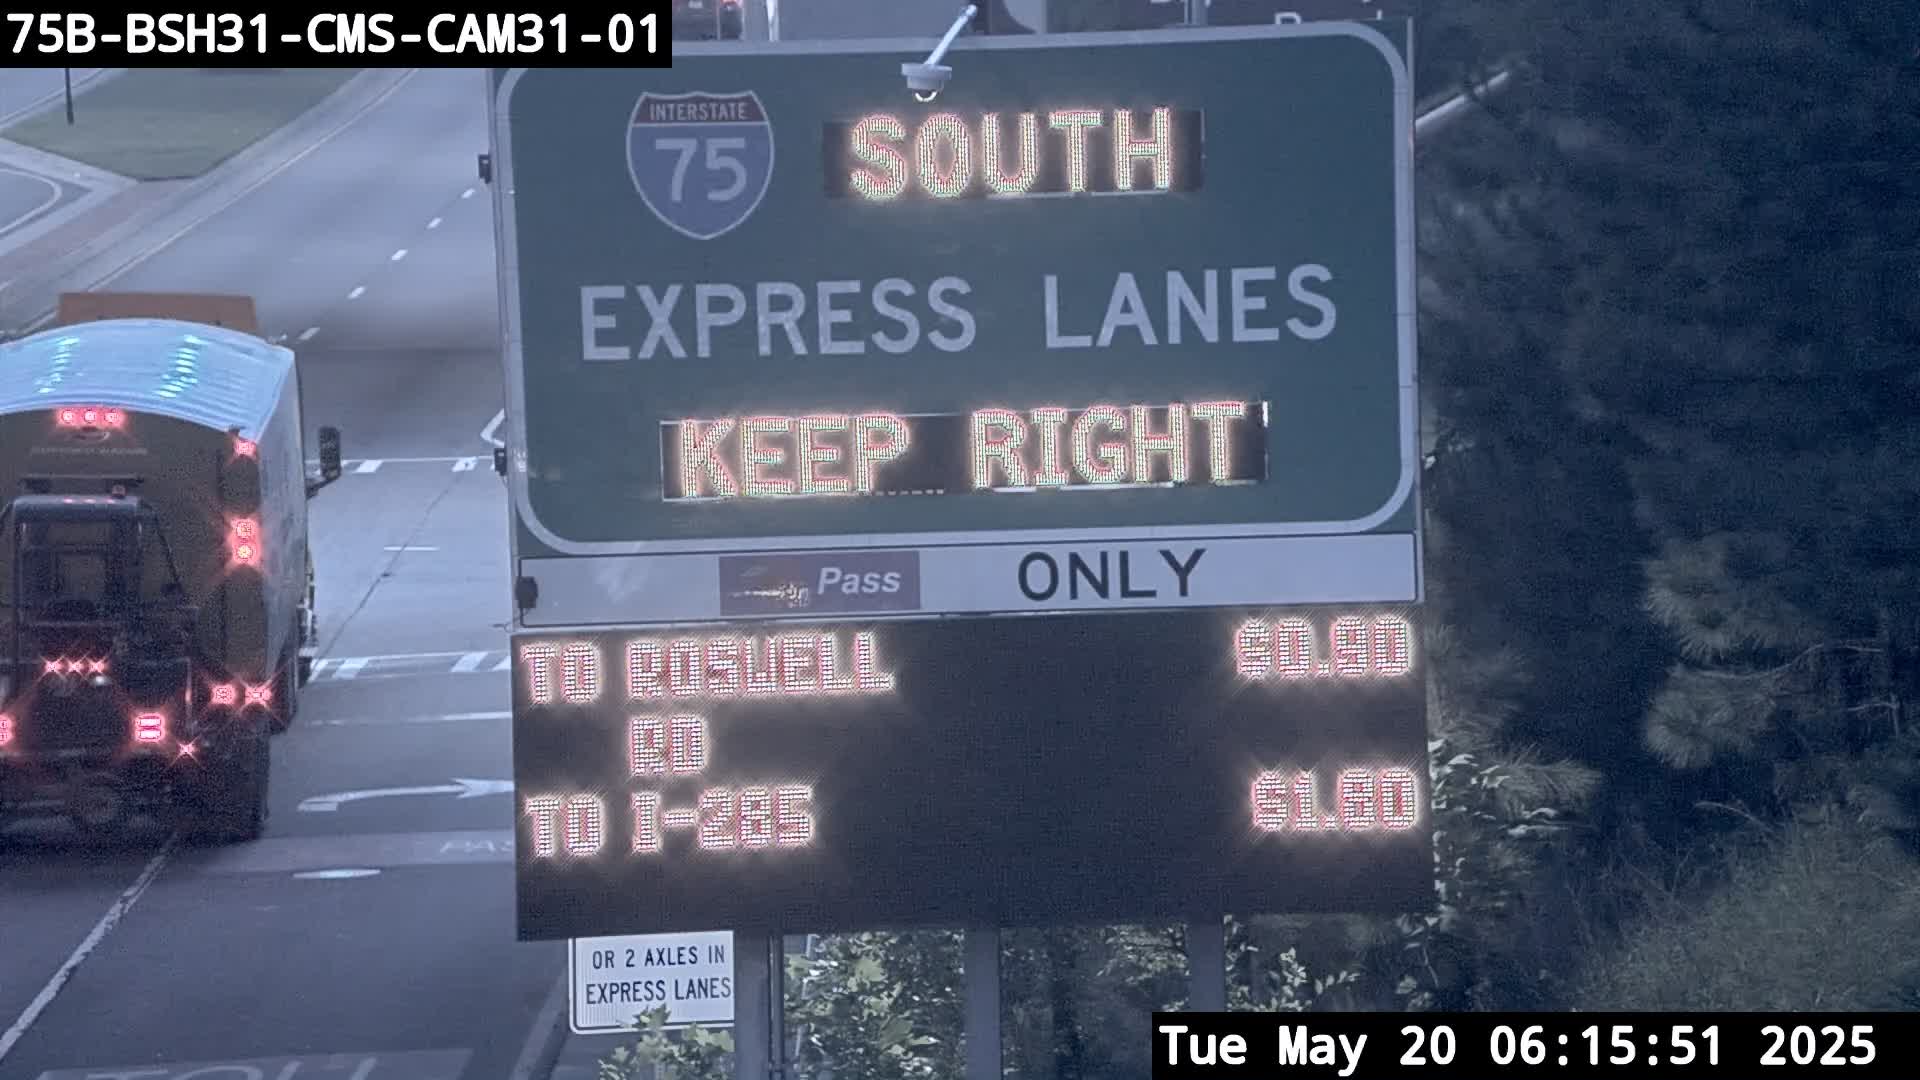 75B-BSH31-CMS-CAM31-01
INTERSTATE
75
SOUTH
EXPRESS LANES
KEEP RIGHT
Pass ONLY
TO ROSWELL $0.90
RD
TO I-285 $1.80
OR 2 AXLES IN
EXPRESS LANES
Tue May 20 06:15:51 2025